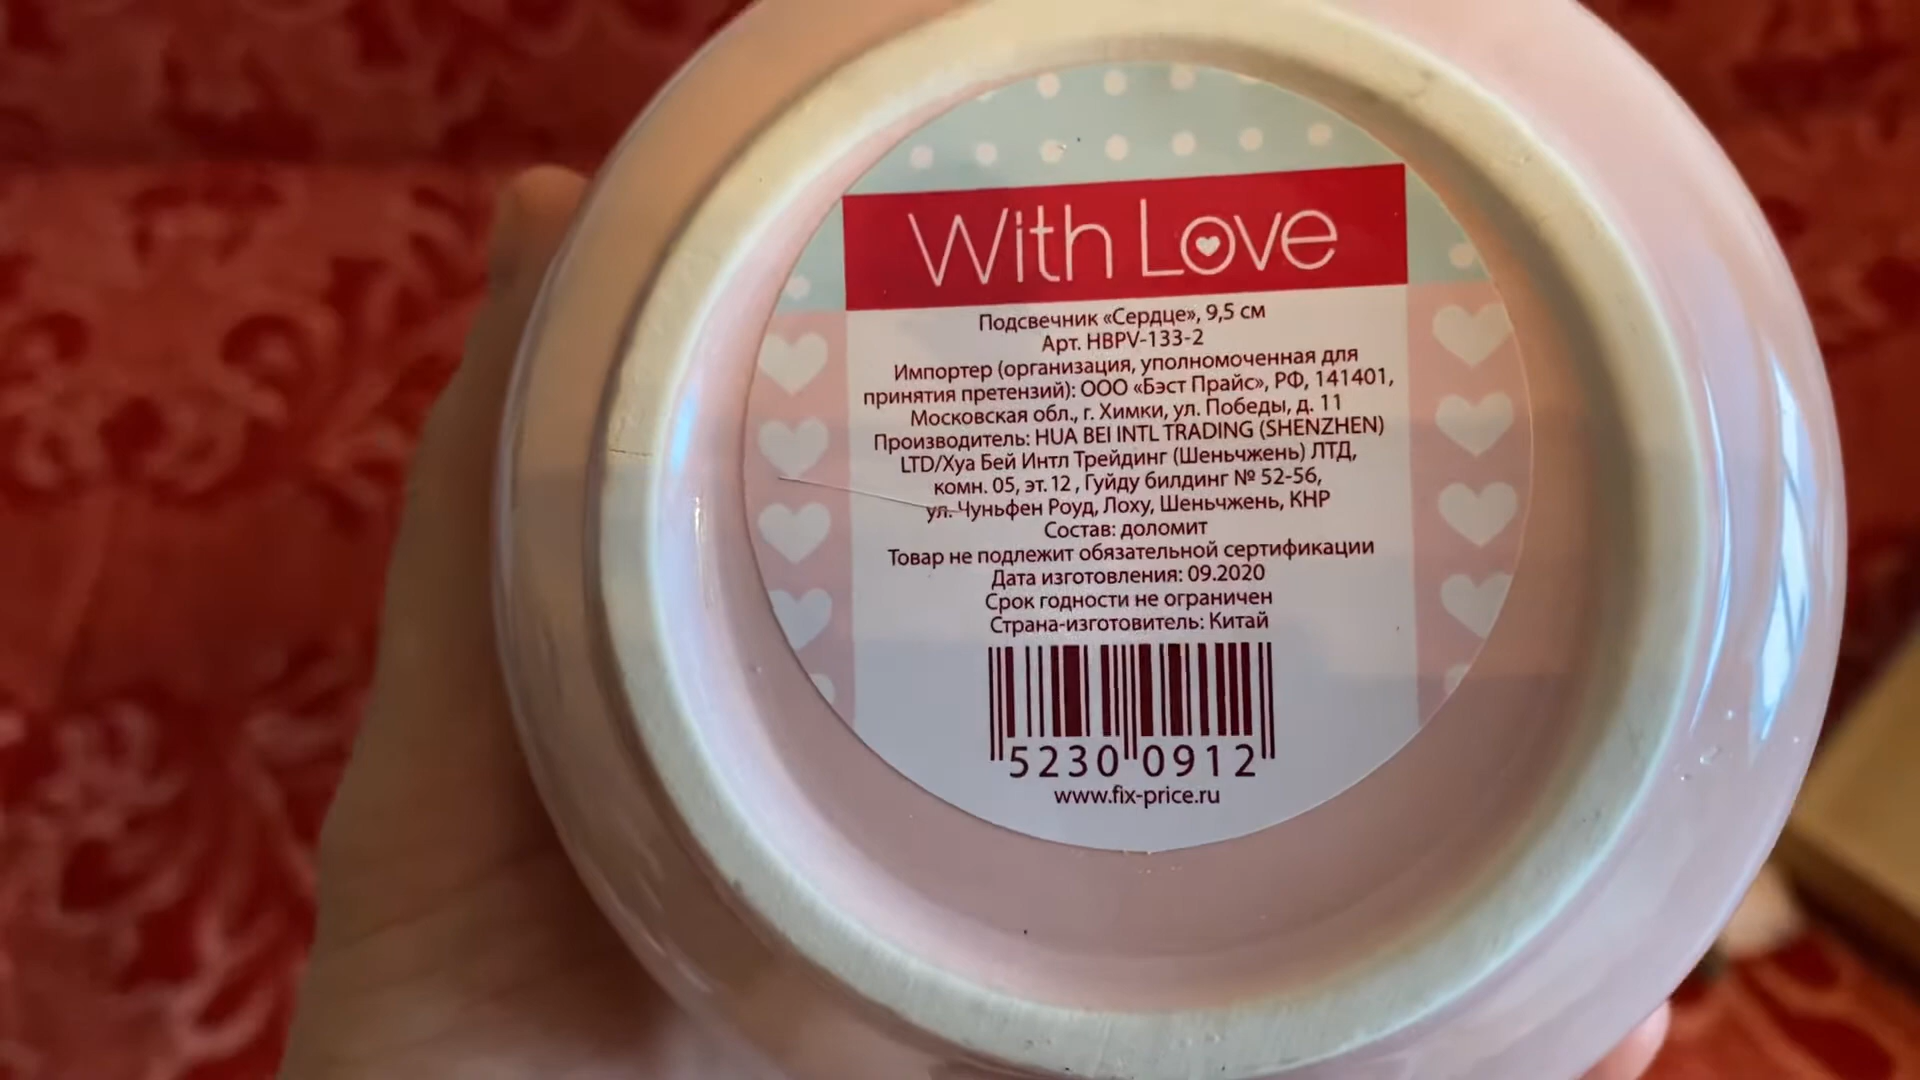 With Love
Подсвечник «Сердце», 9,5 см
Арт. HBPV-133-2
Импортер (организация, уполномоченная для
принятия претензий): ООО «Бэст Прайс», РФ, 141401,
Московская обл., г. Химки, ул. Победы, д. 11
Производитель: HUA BEI INTL TRADING (SHENZHEN)
LTD/Хуа Бей Интл Трейдинг (Шеньчжень) ЛТД,
комн. 05, эт. 12 , Гуйду билдинг № 52-56,
ул. Чуньфен Роуд, Лоху, Шеньчжень, КНР
Состав: доломит
Товар не подлежит обязательной сертификации
Дата изготовления: 09.2020
Срок годности не ограничен
Страна-изготовитель: Китай
5230 0912
www.fix-price.ru